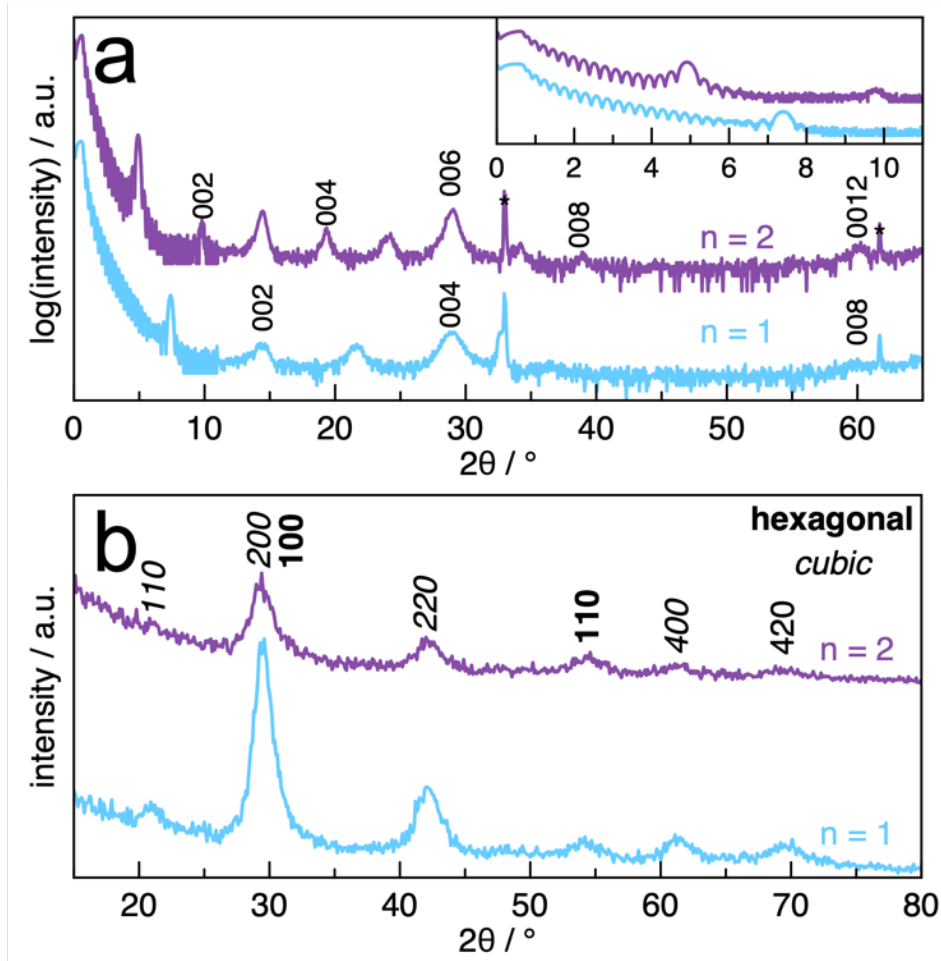 a
log(intensity) / a.u.
0 2 4 6 8 10
002 004 006 * 008 0012 *
n = 2
002 004 008
n = 1
0 10 20 30 40 50 60
2θ / °
b
intensity / a.u.
hexagonal
cubic
110 200 100 220 110 400 420
n = 2
n = 1
20 30 40 50 60 70 80
2θ / °